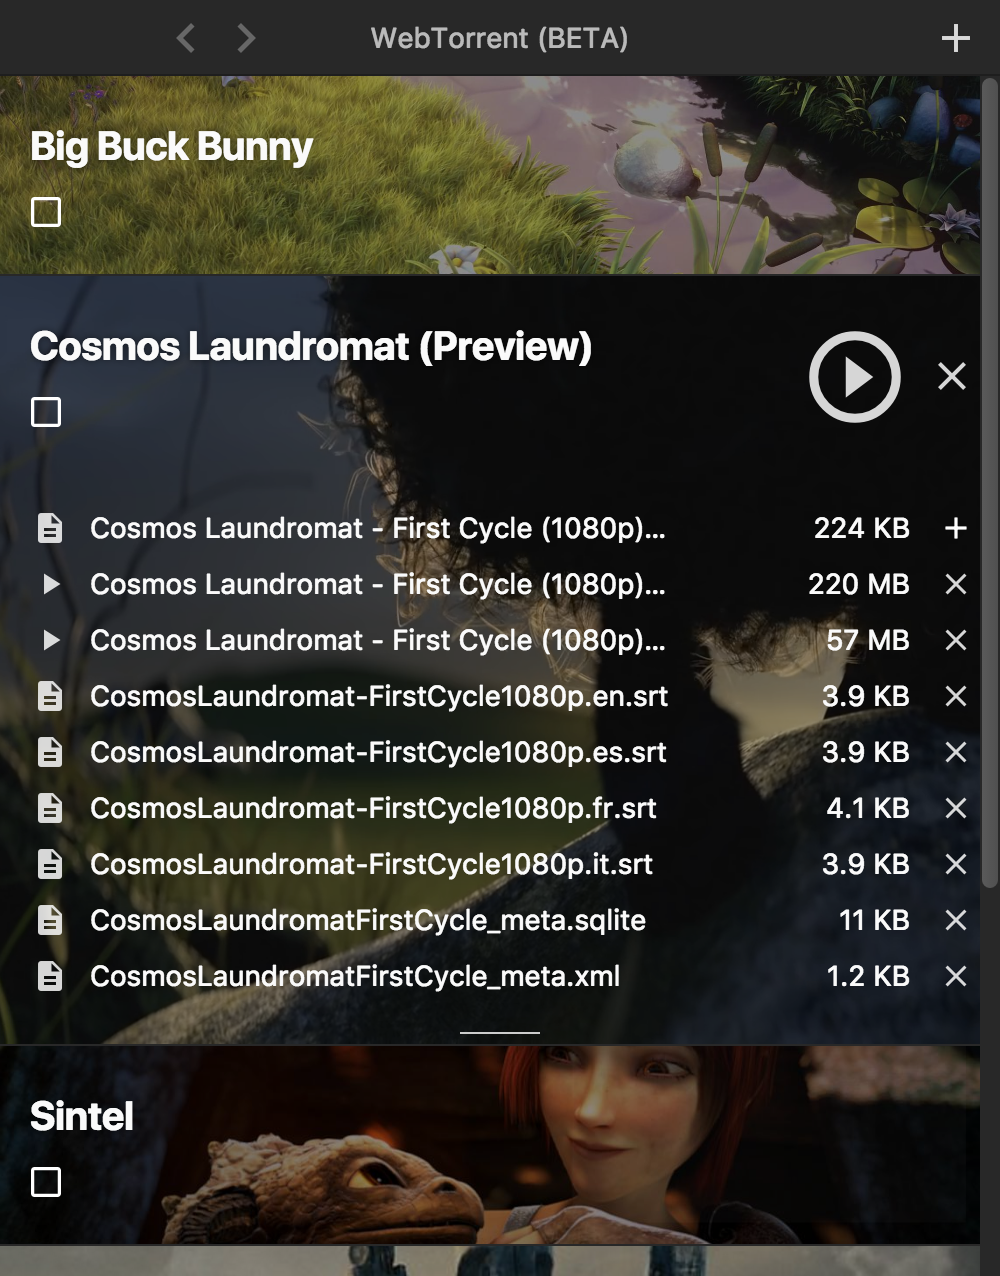 WebTorrent (BETA)
Big Buck Bunny
Cosmos Laundromat (Preview)
Cosmos Laundromat - First Cycle (1080p)... 224 KB
Cosmos Laundromat - First Cycle (1080p)... 220 MB
Cosmos Laundromat - First Cycle (1080p)... 57 MB
CosmosLaundromat-FirstCycle1080p.en.srt 3.9 KB
CosmosLaundromat-FirstCycle1080p.es.srt 3.9 KB
CosmosLaundromat-FirstCycle1080p.fr.srt 4.1 KB
CosmosLaundromat-FirstCycle1080p.it.srt 3.9 KB
CosmosLaundromatFirstCycle_meta.sqlite 11 KB
CosmosLaundromatFirstCycle_meta.xml 1.2 KB
Sintel